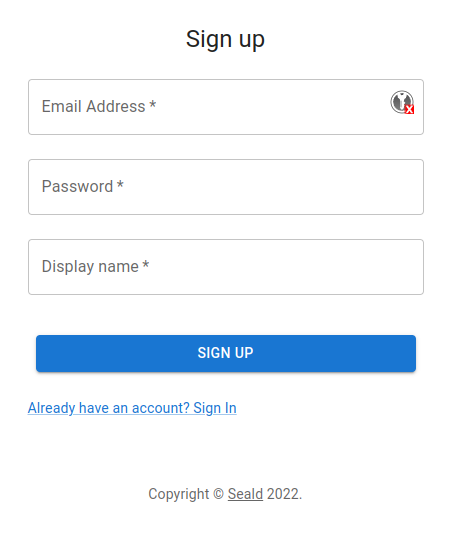 Sign up
Email Address *
Password *
Display name *
SIGN UP
Already have an account? Sign In
Copyright © Seald 2022.